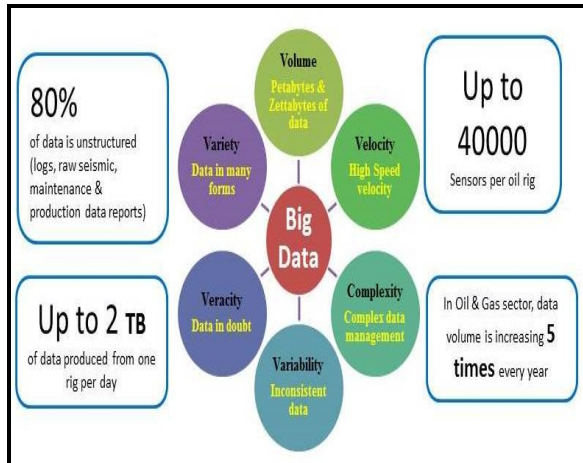 80%
of data is unstructured
(logs, raw seismic,
maintenance &
production data reports)
Up to 2 TB
of data produced from one
rig per day
Volume
Petabytes &
Zettabytes of
data
Variety
Data in many
forms
Velocity
High Speed
velocity
Big
Data
Veracity
Data in doubt
Complexity
Complex data
management
Variability
Inconsistent
data
Up to
40000
Sensors per oil rig
In Oil & Gas sector, data
volume is increasing 5
times every year